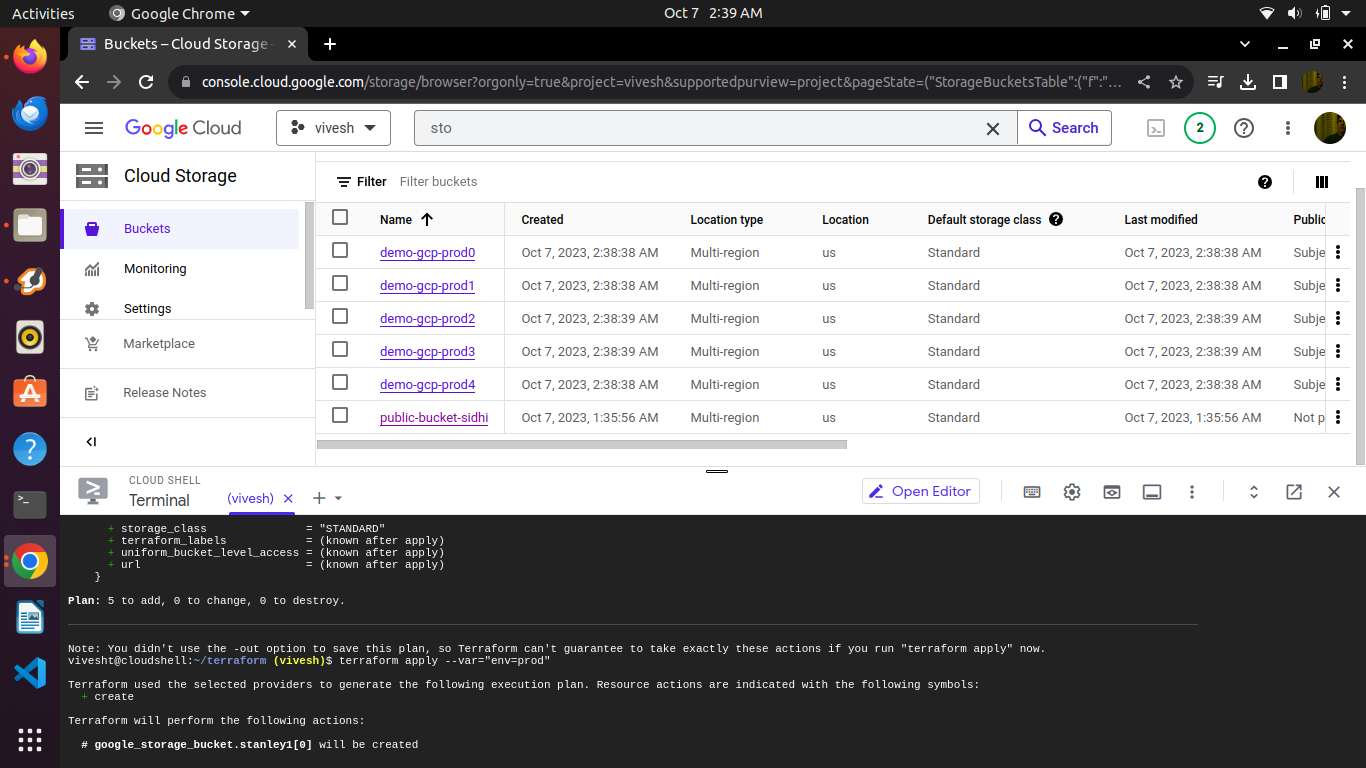 Activities Google Chrome Oct 7 2:39 AM
Buckets – Cloud Storage -
console.cloud.google.com/storage/browser?orgonly=true&project=vivesh&supportedpurview=project&pageState=("StorageBucketsTable":("f":"...
Google Cloud vivesh sto Search 2
Cloud Storage
Buckets
Monitoring
Settings
Marketplace
Release Notes
Filter Filter buckets
Name Created Location type Location Default storage class Last modified Public
demo-gcp-prod0 Oct 7, 2023, 2:38:38 AM Multi-region us Standard Oct 7, 2023, 2:38:38 AM Subje
demo-gcp-prod1 Oct 7, 2023, 2:38:38 AM Multi-region us Standard Oct 7, 2023, 2:38:38 AM Subje
demo-gcp-prod2 Oct 7, 2023, 2:38:39 AM Multi-region us Standard Oct 7, 2023, 2:38:39 AM Subje
demo-gcp-prod3 Oct 7, 2023, 2:38:39 AM Multi-region us Standard Oct 7, 2023, 2:38:39 AM Subje
demo-gcp-prod4 Oct 7, 2023, 2:38:38 AM Multi-region us Standard Oct 7, 2023, 2:38:38 AM Subje
public-bucket-sidhi Oct 7, 2023, 1:35:56 AM Multi-region us Standard Oct 7, 2023, 1:35:56 AM Not p
CLOUD SHELL
Terminal (vivesh) Open Editor
+ storage_class = "STANDARD"
+ terraform_labels = (known after apply)
+ uniform_bucket_level_access = (known after apply)
+ url = (known after apply)
}
Plan: 5 to add, 0 to change, 0 to destroy.
Note: You didn't use the -out option to save this plan, so Terraform can't guarantee to take exactly these actions if you run "terraform apply" now.
vivesht@cloudshell:~/terraform (vivesh)$ terraform apply --var="env=prod"
Terraform used the selected providers to generate the following execution plan. Resource actions are indicated with the following symbols:
+ create
Terraform will perform the following actions:
# google_storage_bucket.stanley1[0] will be created